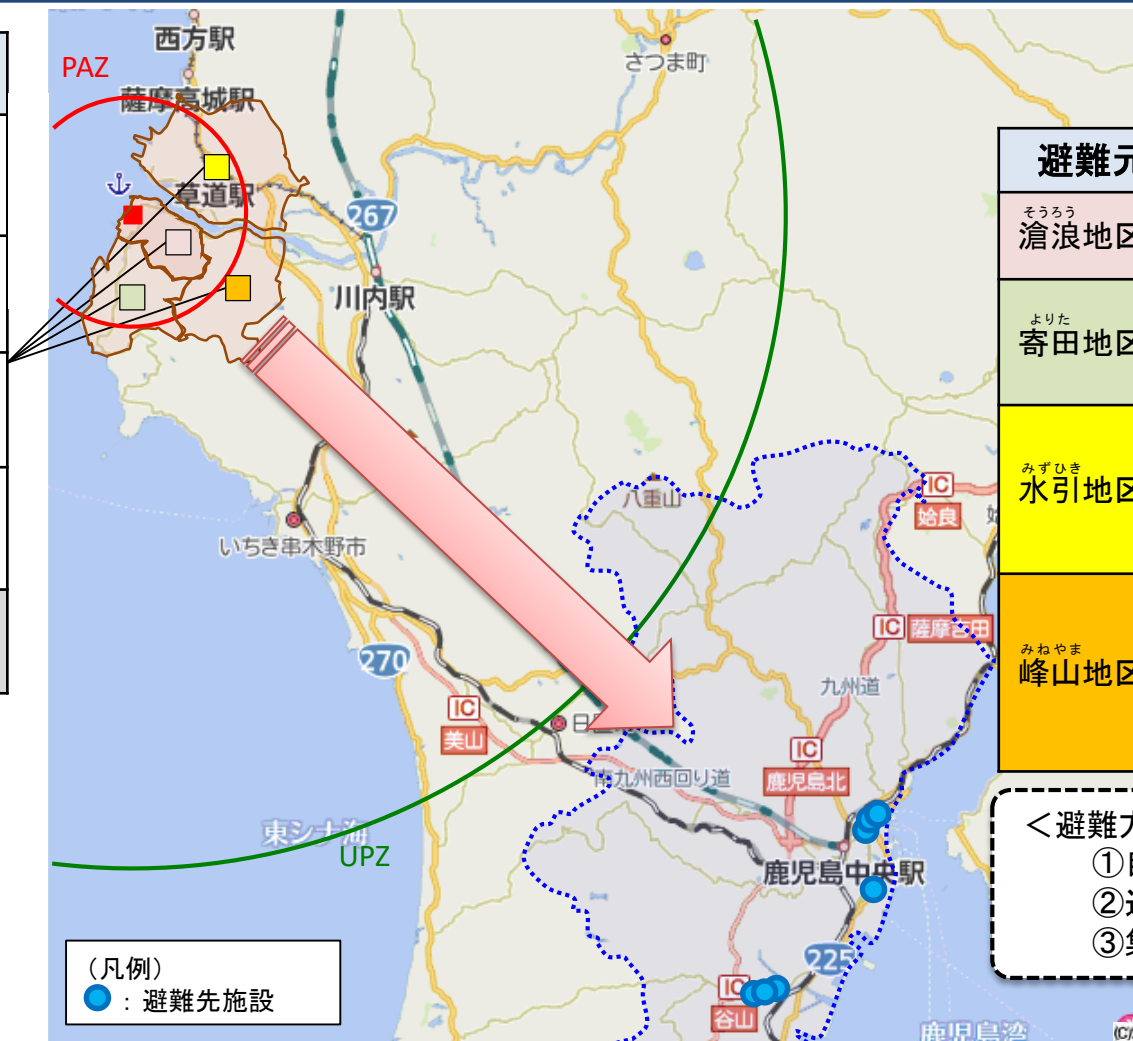 西方駅
PAZ
さつま町
薩摩高城駅
草道駅
267
川内駅
八重山
いちき串木野市
IC
姶良
IC
薩摩吉田
270
九州道
IC
美山
IC
鹿児島北
南九州西回り道
東シナ海
UPZ
鹿児島中央駅
225
IC
谷山
鹿児島湾
(凡例)
:避難先施設
避難元
そうろう
滄浪地区
よりた
寄田地区
みずひき
水引地区
みねやま
峰山地区
<避難
①
②
③